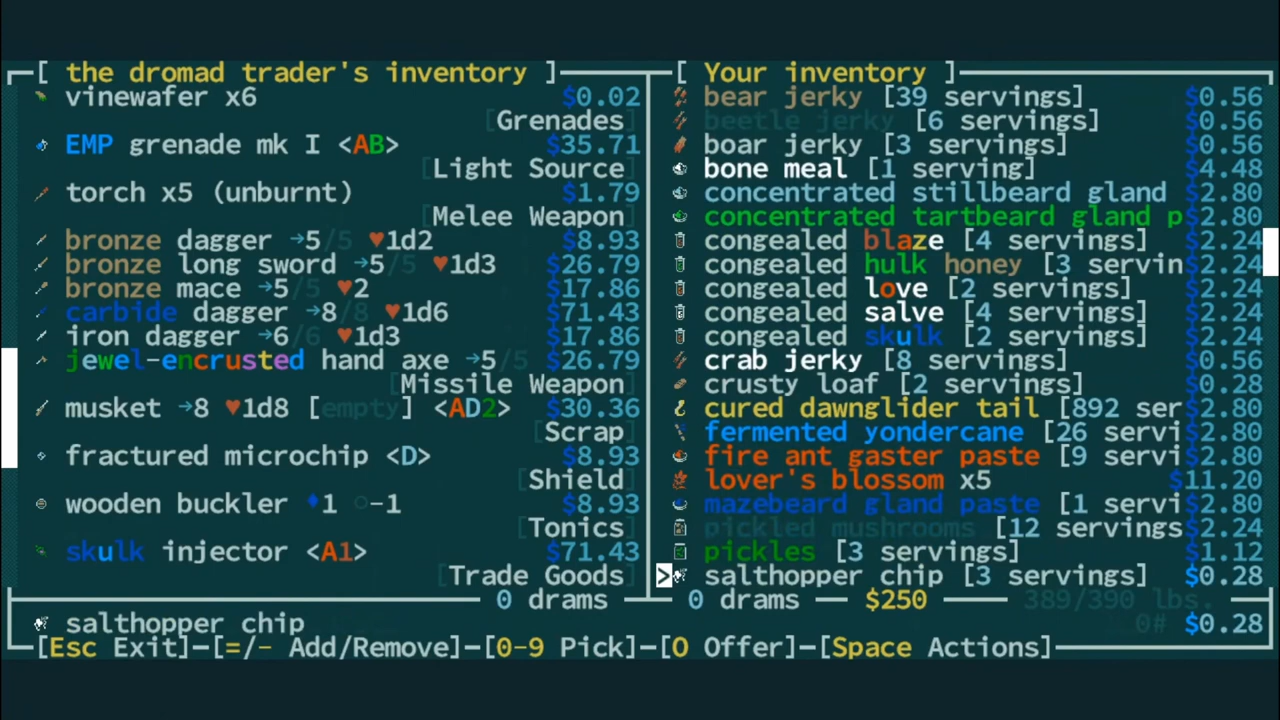 [ the dromad trader's inventory ]
vinewafer x6 $0.02
[Grenades]
EMP grenade mk I <AB> $35.71
[Light Source]
torch x5 (unburnt) $1.79
[Melee Weapon]
bronze dagger →5/5 ♥1d2 $8.93
bronze long sword →5/5 ♥1d3 $26.79
bronze mace →5/5 ♥2 $17.86
carbide dagger →8/8 ♥1d6 $71.43
iron dagger →6/6 ♥1d3 $17.86
jewel-encrusted hand axe →5/5 $26.79
[Missile Weapon]
musket →8 ♥1d8 [empty] <AD2> $30.36
[Scrap]
fractured microchip <D> $8.93
[Shield]
wooden buckler ♦1 ○-1 $8.93
[Tonics]
skulk injector <A1> $71.43
[Trade Goods]
0 drams
[ Your inventory ]
bear jerky [39 servings] $0.56
beetle jerky [6 servings] $0.56
boar jerky [3 servings] $0.56
bone meal [1 serving] $4.48
concentrated stillbeard gland $2.80
concentrated tartbeard gland p $2.80
congealed blaze [4 servings] $2.24
congealed hulk honey [3 servin $2.24
congealed love [2 servings] $2.24
congealed salve [4 servings] $2.24
congealed skulk [2 servings] $2.24
crab jerky [8 servings] $0.56
crusty loaf [2 servings] $0.28
cured dawnglider tail [892 ser $2.80
fermented yondercane [26 servi $2.80
fire ant gaster paste [9 servi $2.80
lover's blossom x5 $11.20
mazebeard gland paste [1 servi $2.80
pickled mushrooms [12 servings $2.24
pickles [3 servings] $1.12
> salthopper chip [3 servings] $0.28
0 drams — $250 — 389/390 lbs.
salthopper chip 0# $0.28
[Esc Exit]-[=/- Add/Remove]-[0-9 Pick]-[O Offer]-[Space Actions]